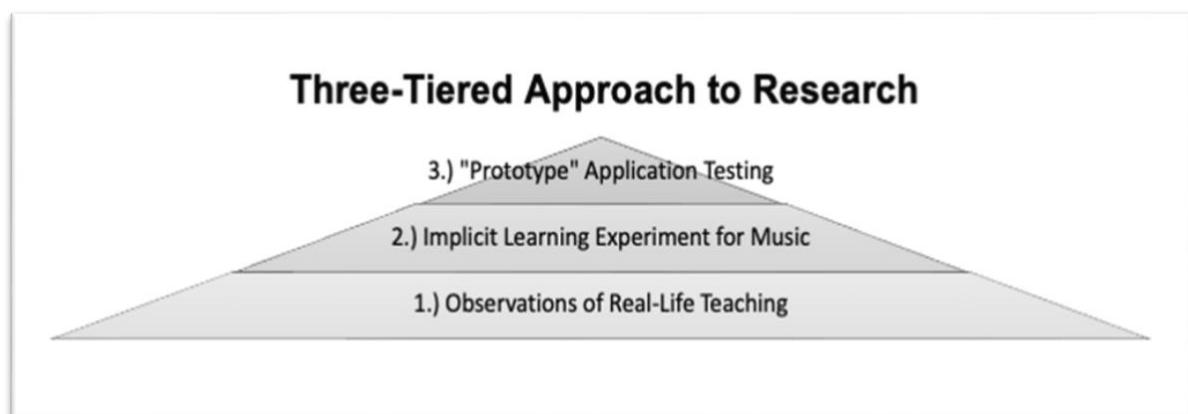 Three-Tiered Approach to Research
3.) "Prototype" Application Testing
2.) Implicit Learning Experiment for Music
1.) Observations of Real-Life Teaching